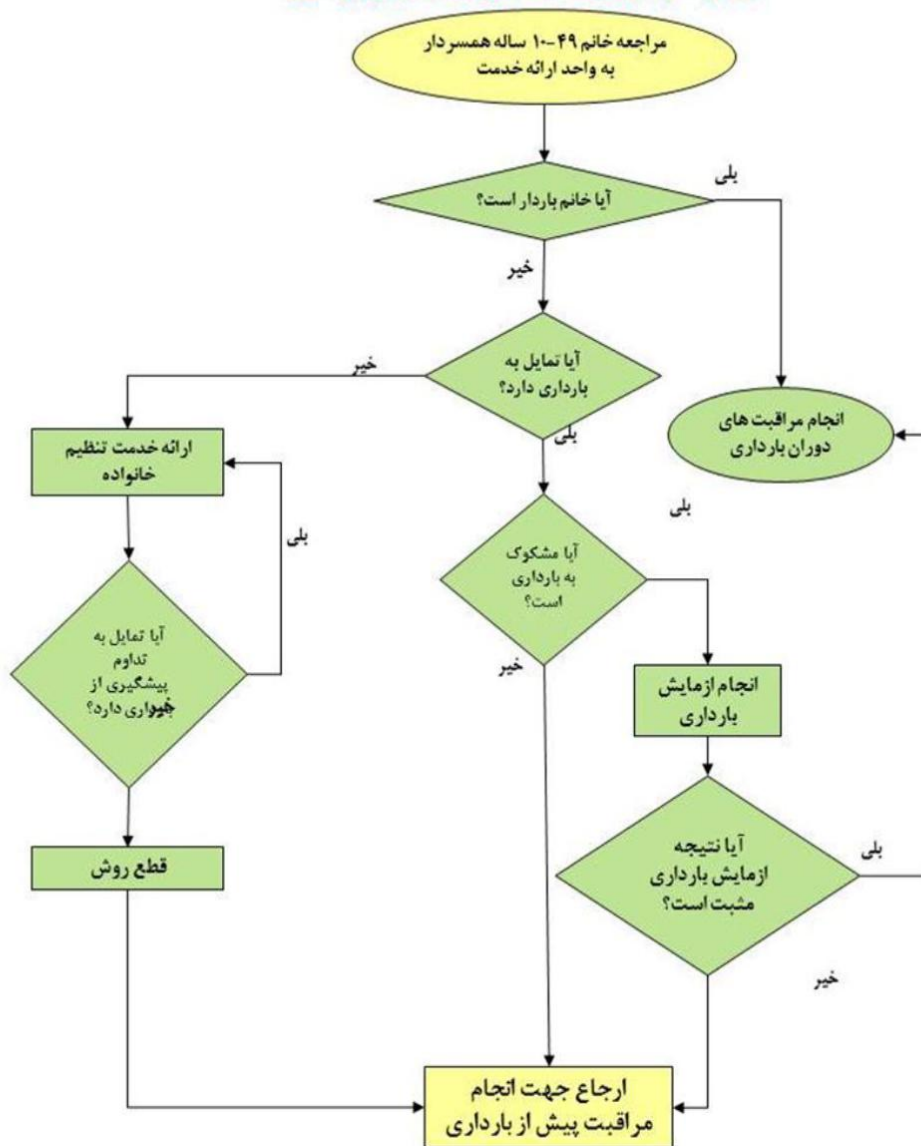 مراجعه خانم ۴۹-۱۰ ساله همسردار
به واحد ارائه خدمت
آیا خانم باردار است؟
بلی
خیر
آیا تمایل به
بارداری دارد؟
خیر
بلی
انجام مراقبت های
دوران بارداری
ارائه خدمت تنظیم
خانواده
بلی
آیا مشکوک
به بارداری
است؟
بلی
خیر
آیا تمایل به
تداوم
پیشگیری از
بارداری دارد؟
خیر
انجام ازمایش
بارداری
قطع روش
آیا نتیجه
ازمایش بارداری
مثبت است؟
بلی
خیر
ارجاع جهت انجام
مراقبت پیش از بارداری